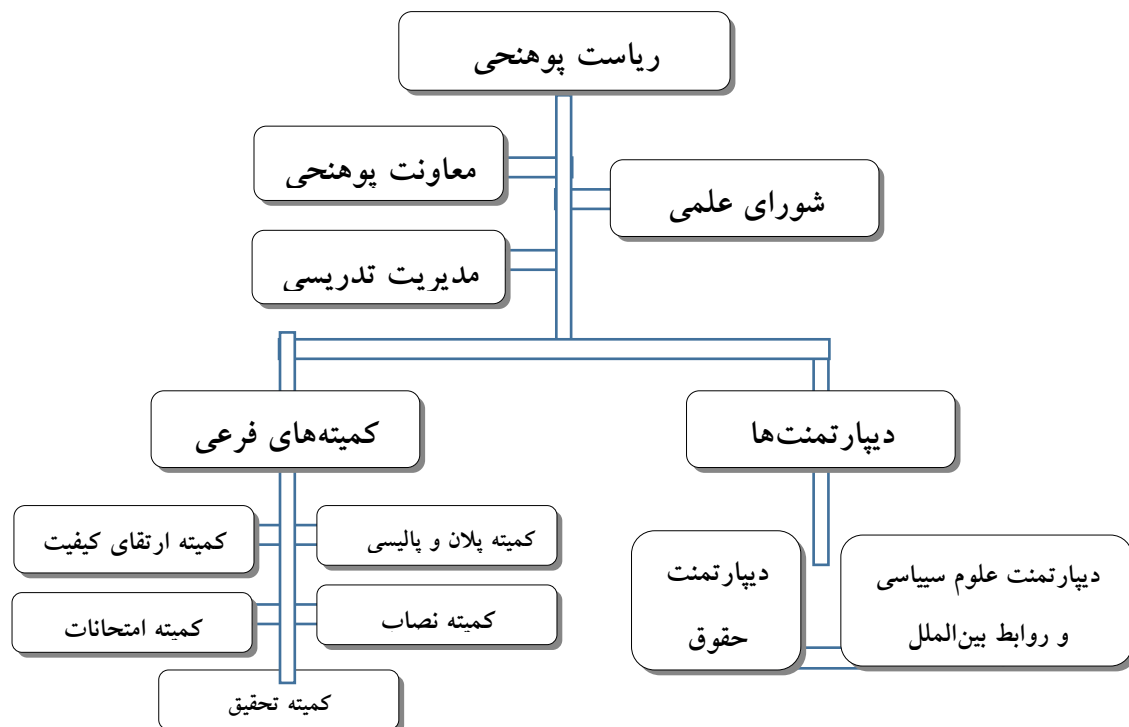 ریاست پوهنحی
معاونت پوهنحی
شورای علمی
مدیریت تدریسی
دیپارتمنت‌ها
کمیته‌های فرعی
کمیته پلان و پالیسی
کمیته ارتقای کیفیت
دیپارتمنت علوم سییاسی
و روابط بین‌الملل
دیپارتمنت
حقوق
کمیته نصاب
کمیته امتحانات
کمیته تحقیق